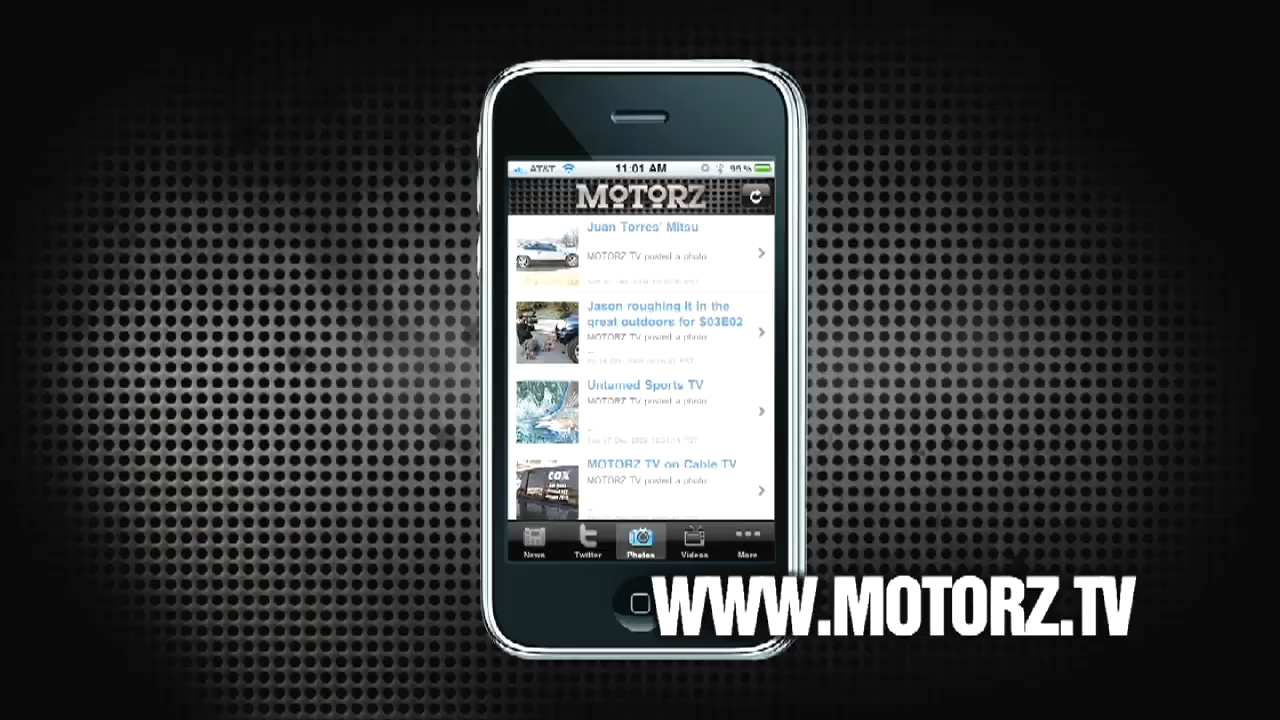 AT&T
11:01 AM
MOTORZ
Juan Torres' Mitsu
MOTORZ TV posted a photo
Jason roughing it in the
great outdoors for S03E02
MOTORZ TV posted a photo
...
Untamed Sports TV
MOTORZ TV posted a photo
...
MOTORZ TV on Cable TV
COX
MOTORZ TV posted a photo
News
Twitter
Photos
Videos
More
WWW.MOTORZ.TV